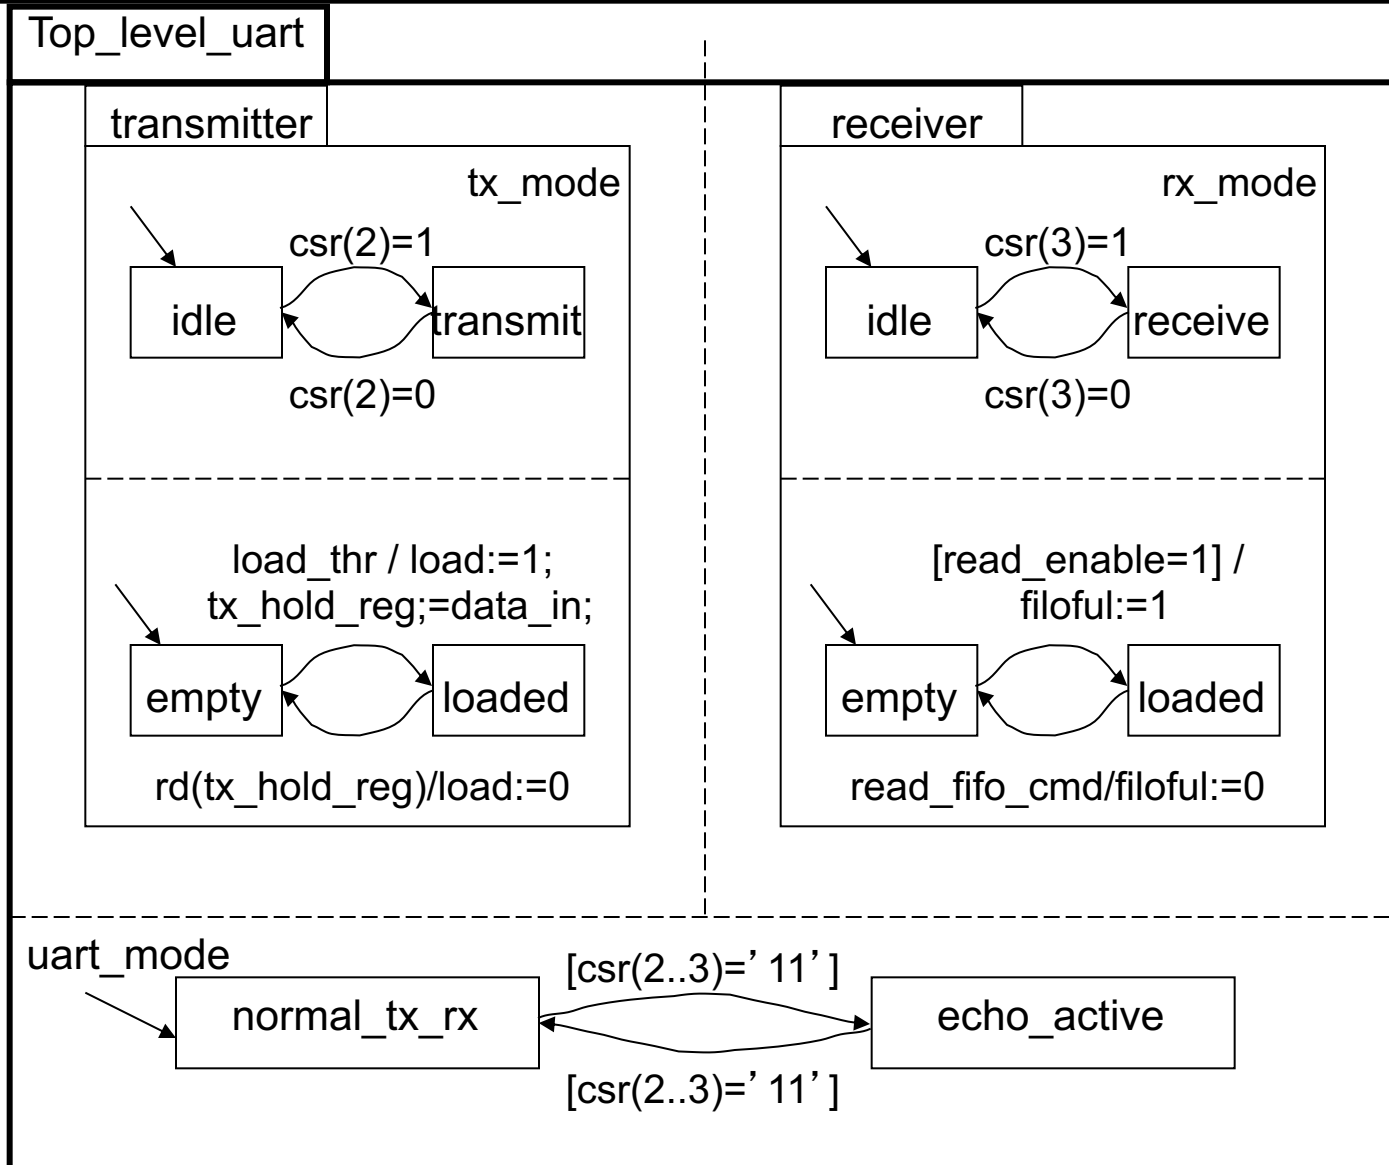 Top_level_uart
transmitter
tx_mode
csr(2)=1
idle
transmit
csr(2)=0
load_thr / load:=1;
tx_hold_reg;=data_in;
empty
loaded
rd(tx_hold_reg)/load:=0
receiver
rx_mode
csr(3)=1
idle
receive
csr(3)=0
[read_enable=1] /
filoful:=1
empty
loaded
read_fifo_cmd/filoful:=0
uart_mode
[csr(2..3)=’11’]
normal_tx_rx
echo_active
[csr(2..3)=’11’]